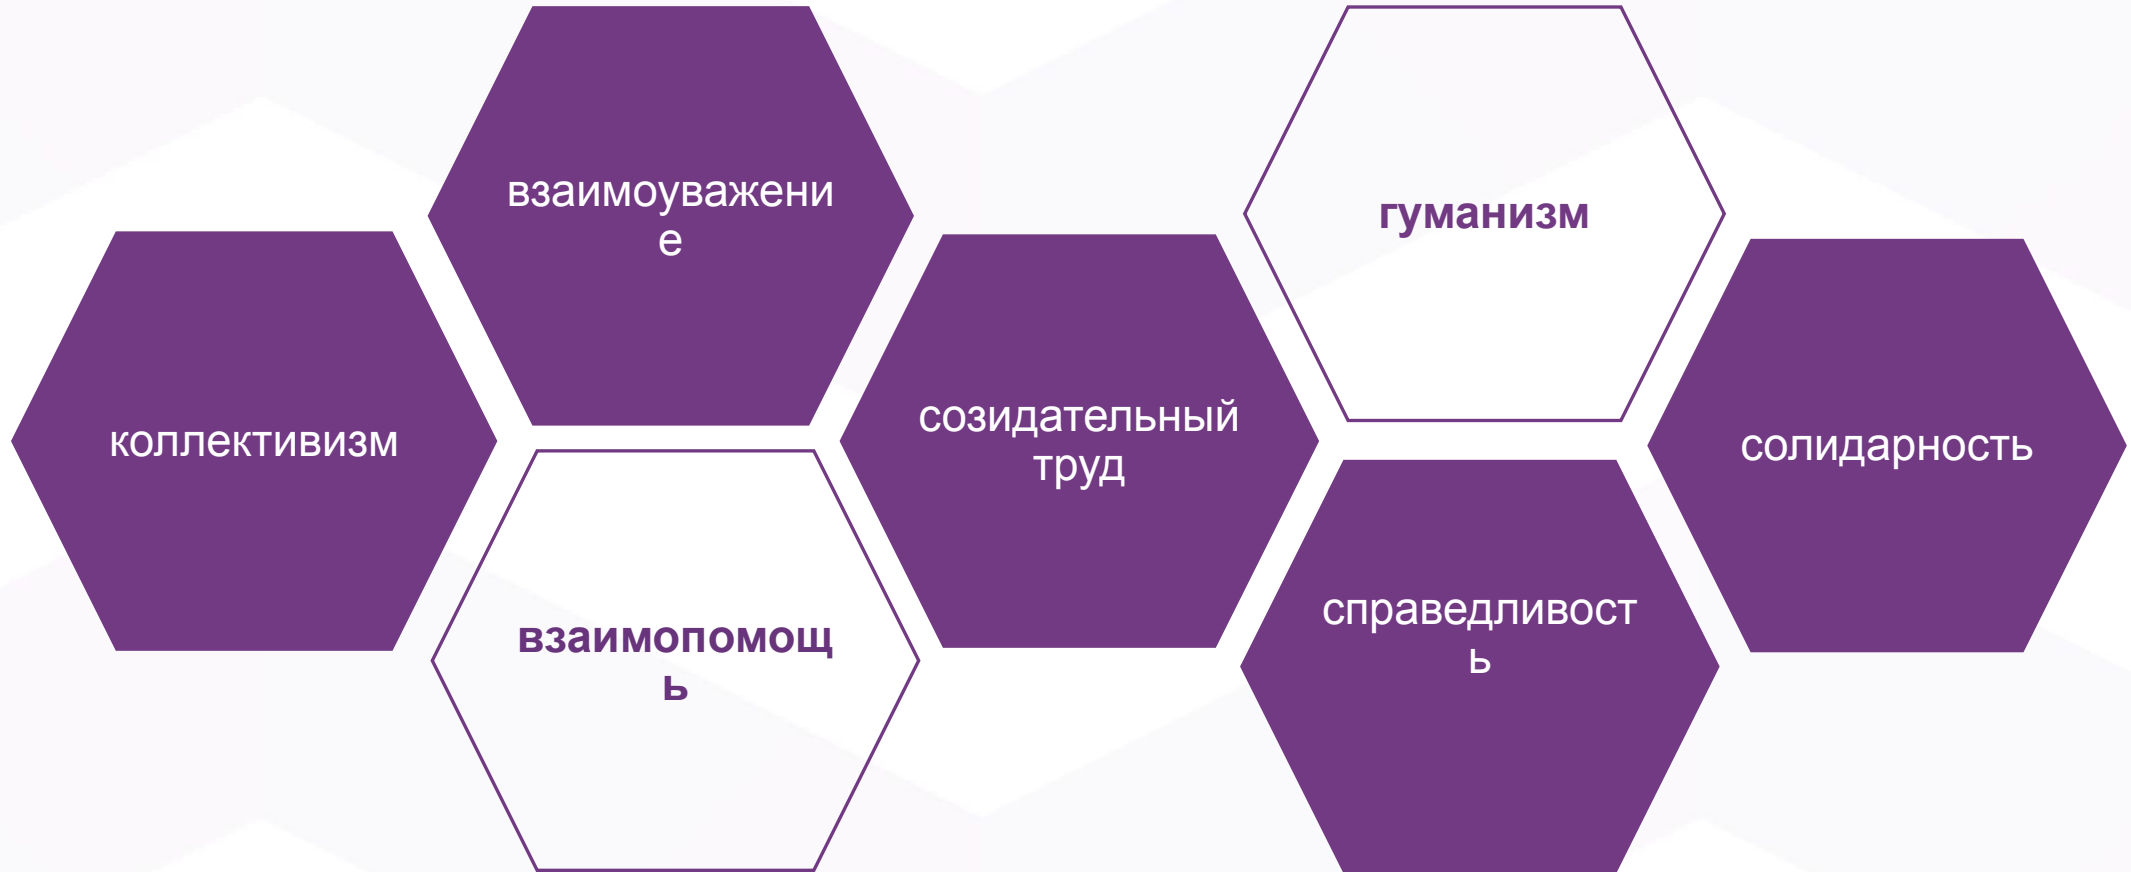 коллективизм
взаимоуважени
е
взаимопомощ
ь
созидательный
труд
гуманизм
справедливост
ь
солидарность